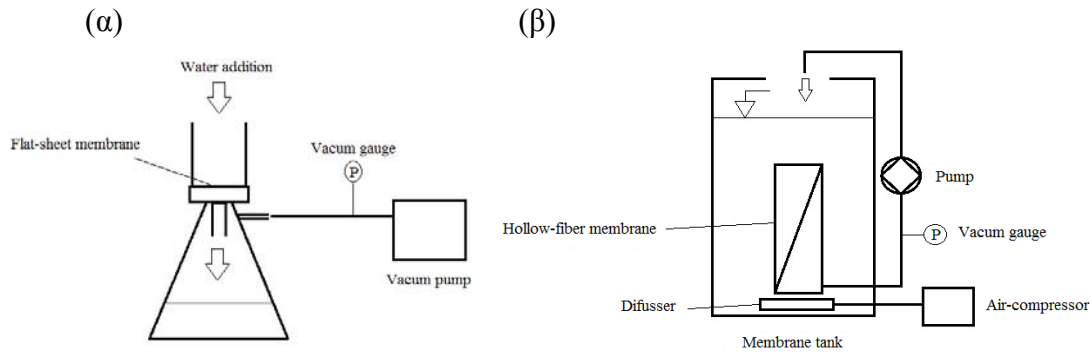 (α)
Water addition
Flat-sheet membrane
Vacum gauge
P
Vacum pump
(β)
Pump
Hollow-fiber membrane
P
Vacum gauge
Difusser
Air-compressor
Membrane tank